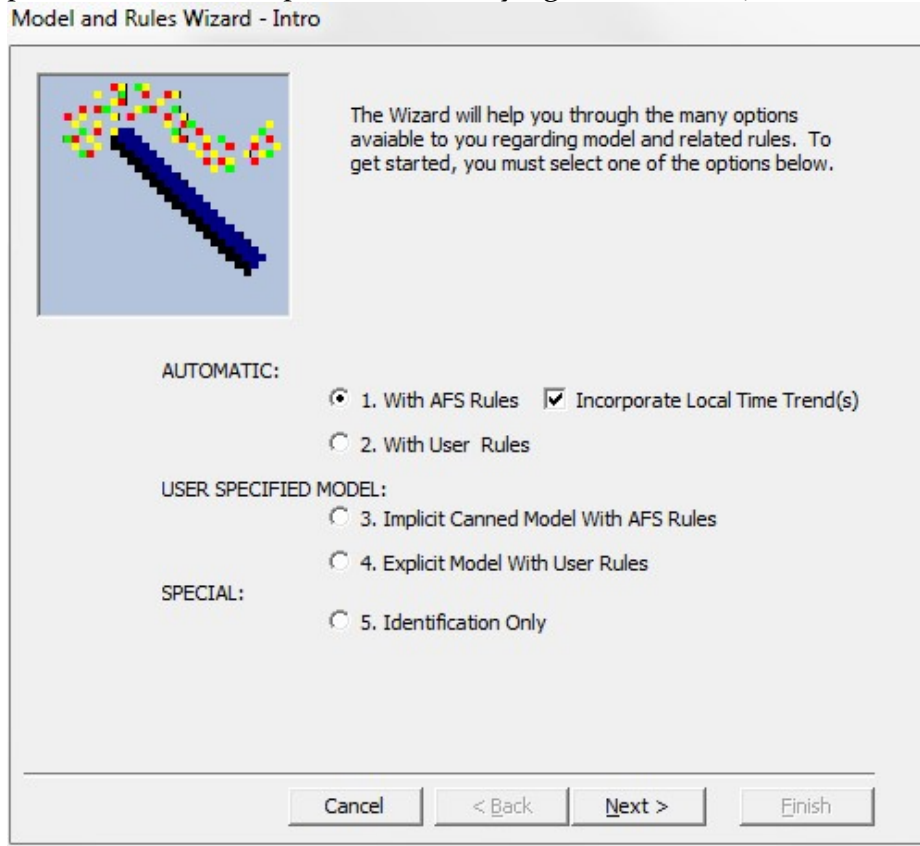 Model and Rules Wizard - Intro
The Wizard will help you through the many options
avaiable to you regarding model and related rules. To
get started, you must select one of the options below.
AUTOMATIC:
1. With AFS Rules Incorporate Local Time Trend(s)
2. With User Rules
USER SPECIFIED MODEL:
3. Implicit Canned Model With AFS Rules
4. Explicit Model With User Rules
SPECIAL:
5. Identification Only
Cancel < Back Next > Finish